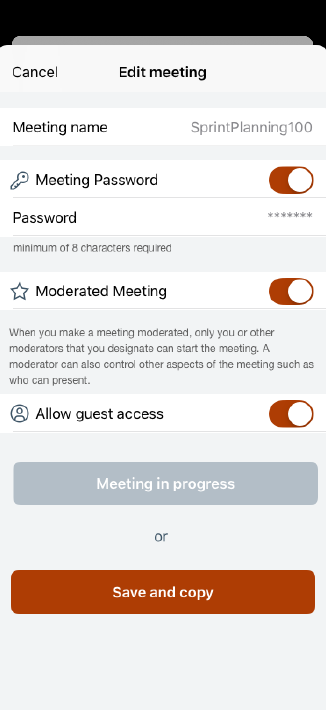 Cancel Edit meeting
Meeting name SprintPlanning100
Meeting Password
Password *******
minimum of 8 characters required
Moderated Meeting
When you make a meeting moderated, only you or other
moderators that you designate can start the meeting. A
moderator can also control other aspects of the meeting such as
who can present.
Allow guest access
Meeting in progress
or
Save and copy